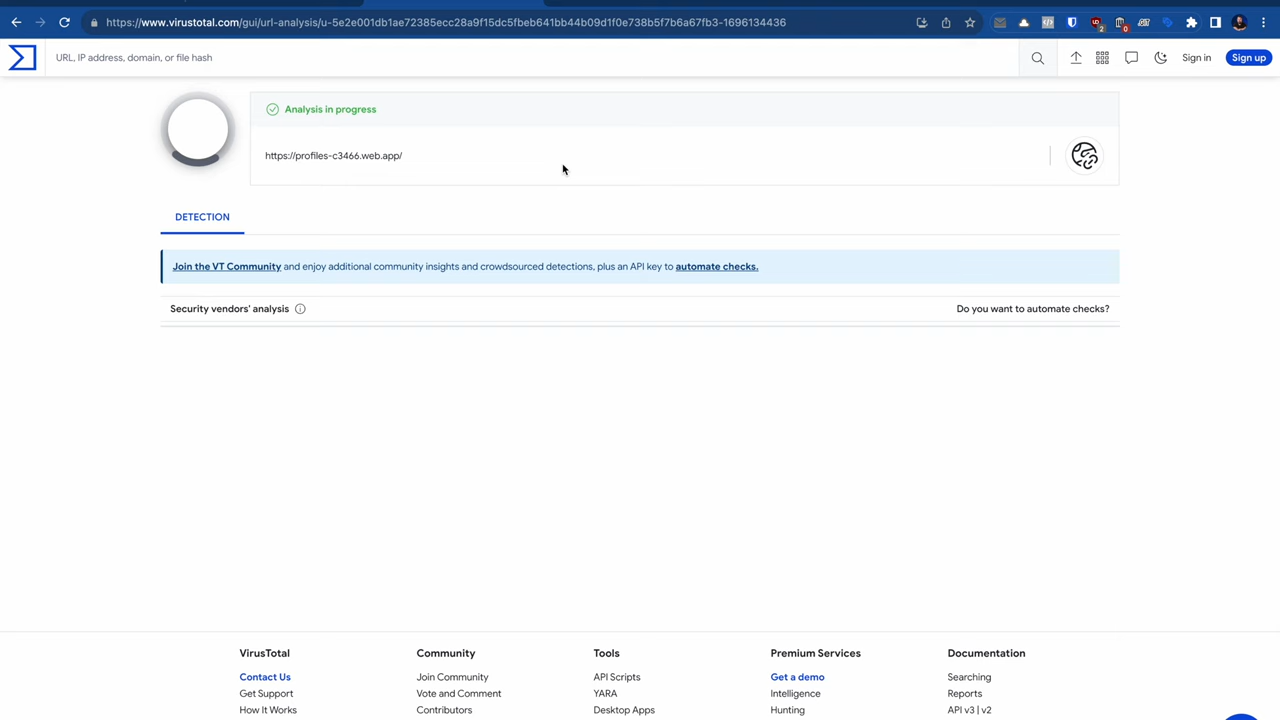 https://www.virustotal.com/gui/url-analysis/u-5e2e001db1ae72385ecc28a9f15dc5fbeb641bb44b09d1f0e738b5f7b6a67fb3-1696134436
2
0
URL, IP address, domain, or file hash
Sign in
Sign up
Analysis in progress
https://profiles-c3466.web.app/
DETECTION
Join the VT Community and enjoy additional community insights and crowdsourced detections, plus an API key to automate checks.
Security vendors' analysis
Do you want to automate checks?
VirusTotal
Contact Us
Get Support
How It Works
Community
Join Community
Vote and Comment
Contributors
Tools
API Scripts
YARA
Desktop Apps
Premium Services
Get a demo
Intelligence
Hunting
Documentation
Searching
Reports
API v3 | v2